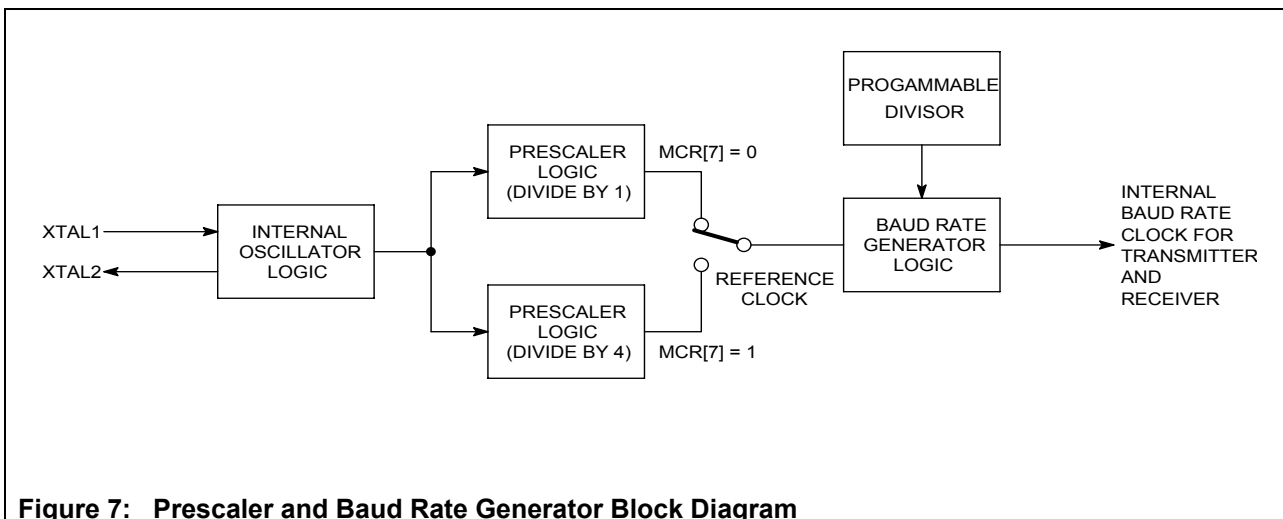 XTAL1
XTAL2
INTERNAL
OSCILLATOR
LOGIC
PRESCALER
LOGIC
(DIVIDE BY 1)
MCR[7] = 0
PRESCALER
LOGIC
(DIVIDE BY 4)
MCR[7] = 1
REFERENCE
CLOCK
PROGAMMABLE
DIVISOR
BAUD RATE
GENERATOR
LOGIC
INTERNAL
BAUD RATE
CLOCK FOR
TRANSMITTER
AND
RECEIVER
Figure 7: Prescaler and Baud Rate Generator Block Diagram